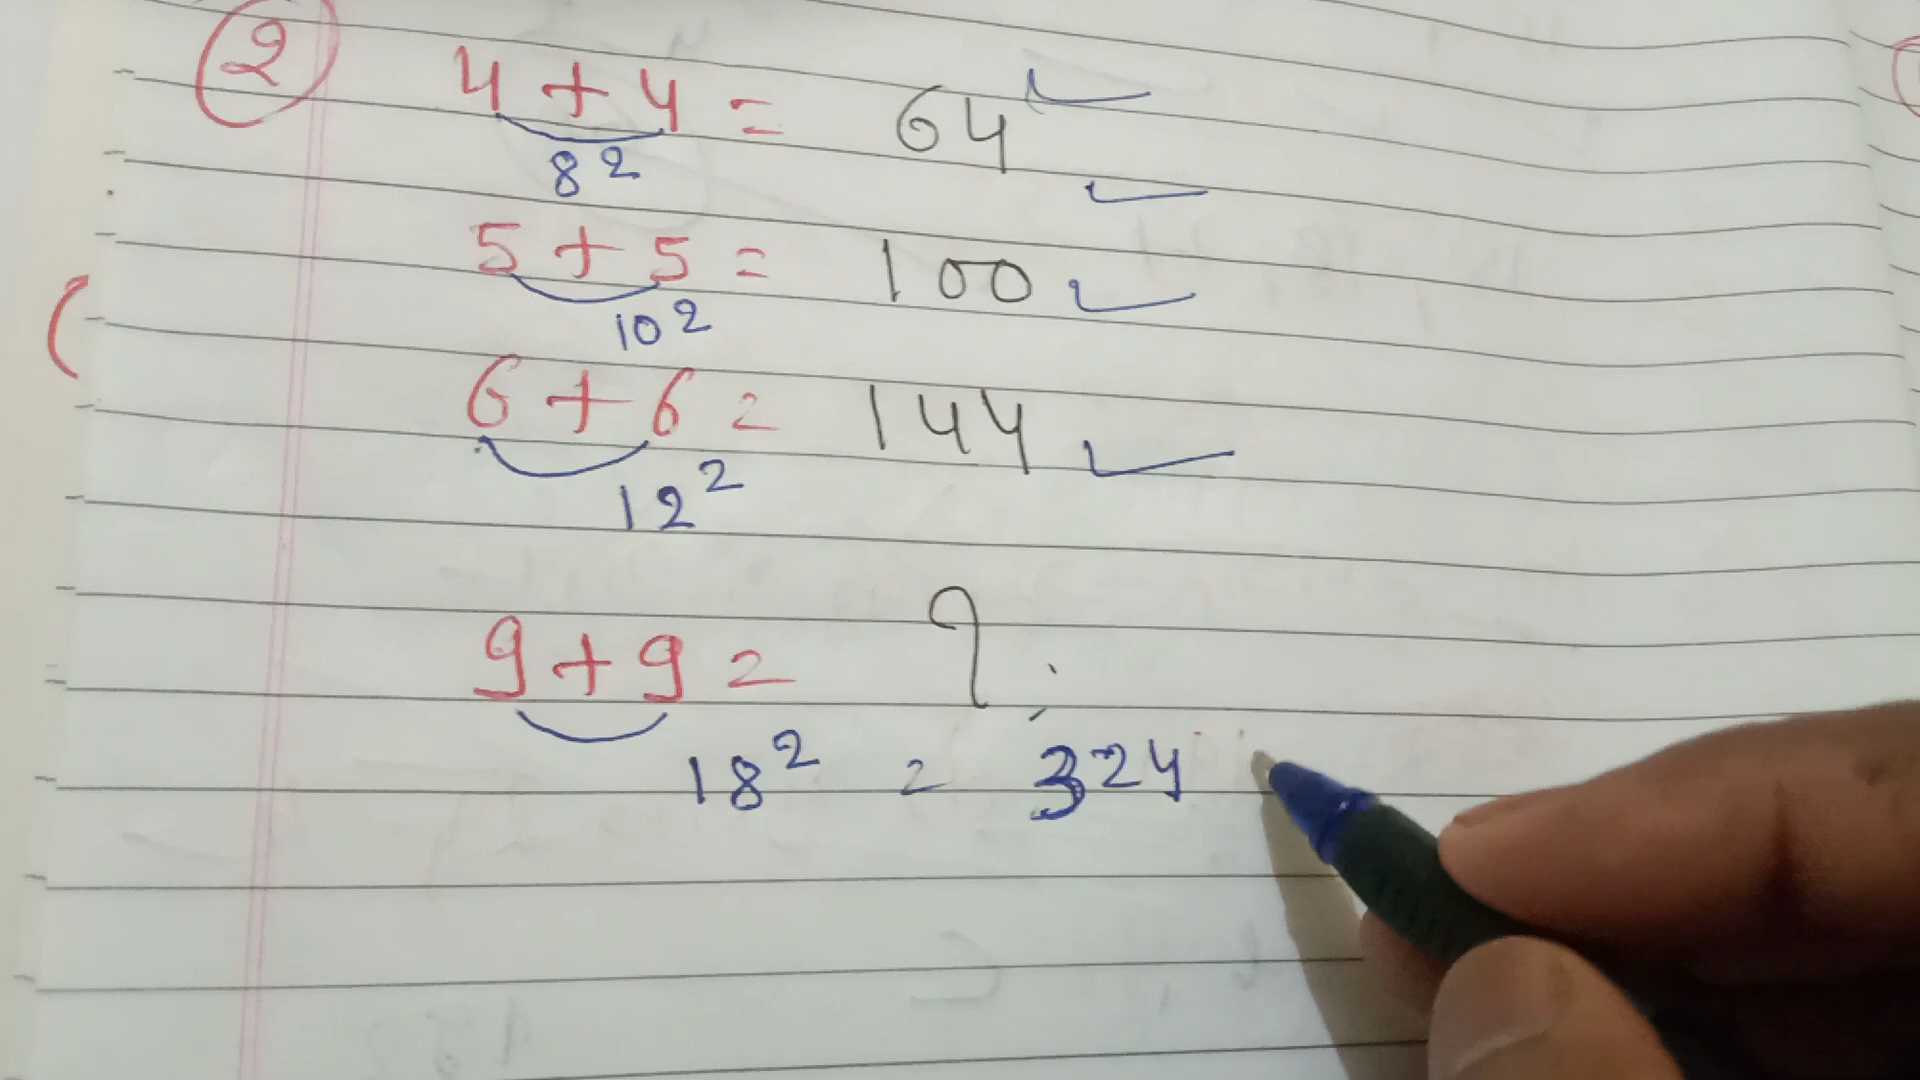 2
4 + 4 = 64
8²
5 + 5 = 100
10²
6 + 6 = 144
12²
9 + 9 = ?
18² = 324